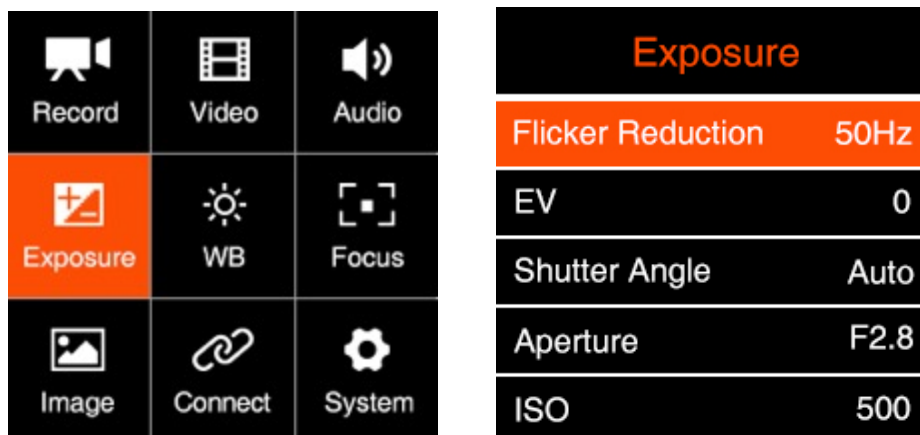 Record Video Audio
Exposure WB Focus
Image Connect System
Exposure
Flicker Reduction 50Hz
EV 0
Shutter Angle Auto
Aperture F2.8
ISO 500